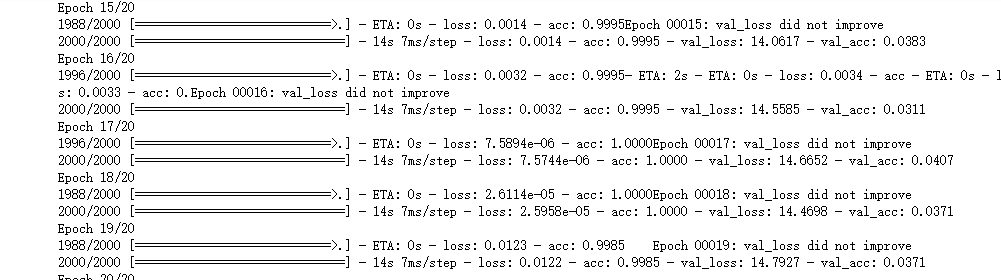 Epoch 15/20
1988/2000 [============================>.] - ETA: 0s - loss: 0.0014 - acc: 0.9995Epoch 00015: val_loss did not improve
2000/2000 [==============================] - 14s 7ms/step - loss: 0.0014 - acc: 0.9995 - val_loss: 14.0617 - val_acc: 0.0383
Epoch 16/20
1996/2000 [============================>.] - ETA: 0s - loss: 0.0032 - acc: 0.9995- ETA: 2s - ETA: 0s - loss: 0.0034 - acc - ETA: 0s - l
s: 0.0033 - acc: 0.Epoch 00016: val_loss did not improve
2000/2000 [==============================] - 14s 7ms/step - loss: 0.0032 - acc: 0.9995 - val_loss: 14.5585 - val_acc: 0.0311
Epoch 17/20
1996/2000 [============================>.] - ETA: 0s - loss: 7.5894e-06 - acc: 1.0000Epoch 00017: val_loss did not improve
2000/2000 [==============================] - 14s 7ms/step - loss: 7.5744e-06 - acc: 1.0000 - val_loss: 14.6652 - val_acc: 0.0407
Epoch 18/20
1988/2000 [============================>.] - ETA: 0s - loss: 2.6114e-05 - acc: 1.0000Epoch 00018: val_loss did not improve
2000/2000 [==============================] - 14s 7ms/step - loss: 2.5958e-05 - acc: 1.0000 - val_loss: 14.4698 - val_acc: 0.0371
Epoch 19/20
1988/2000 [============================>.] - ETA: 0s - loss: 0.0123 - acc: 0.9985    Epoch 00019: val_loss did not improve
2000/2000 [==============================] - 14s 7ms/step - loss: 0.0122 - acc: 0.9985 - val_loss: 14.7927 - val_acc: 0.0371
Epoch 20/20